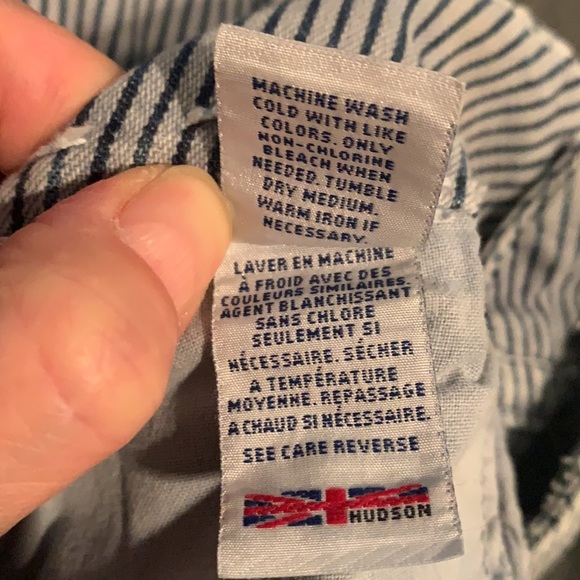 MACHINE WASH
COLD WITH LIKE
COLORS. ONLY
NON-CHLORINE
BLEACH WHEN
NEEDED. TUMBLE
DRY MEDIUM.
WARM IRON IF
NECESSARY.
LAVER EN MACHINE
À FROID AVEC DES
COULEURS SIMILAIRES.
AGENT BLANCHISSANT
SANS CHLORE
SEULEMENT SI
NÉCESSAIRE. SÉCHER
A TEMPÉRATURE
MOYENNE. REPASSAGE
A CHAUD SI NÉCESSAIRE.
SEE CARE REVERSE
HUDSON